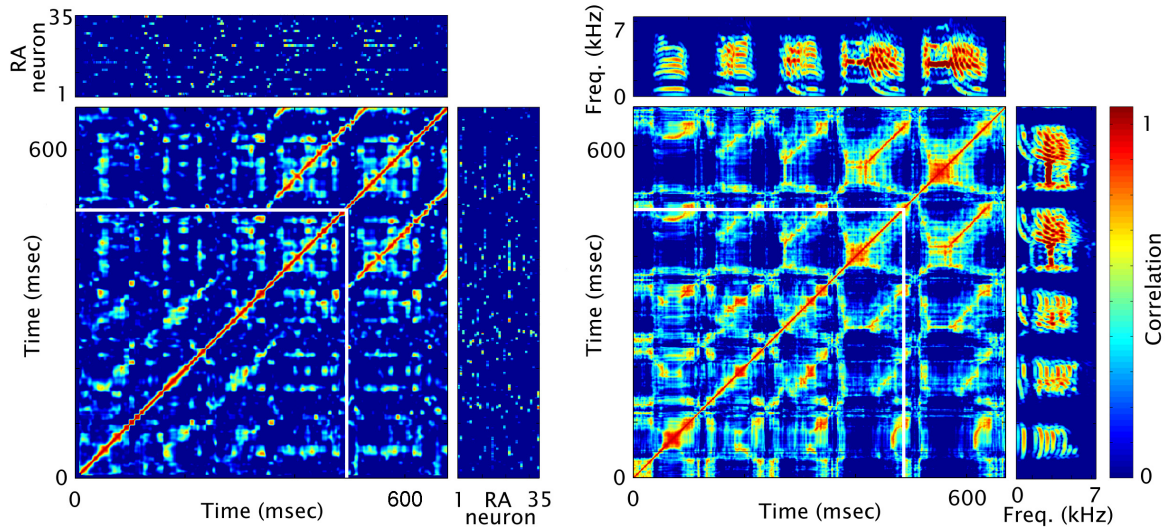 35
RA
neuron
1
600
Time (msec)
0
0
600
Time (msec)
1 RA 35
neuron
7
Freq. (kHz)
0
600
Time (msec)
0
0
600
Time (msec)
0 7
Freq. (kHz)
1
Correlation
0